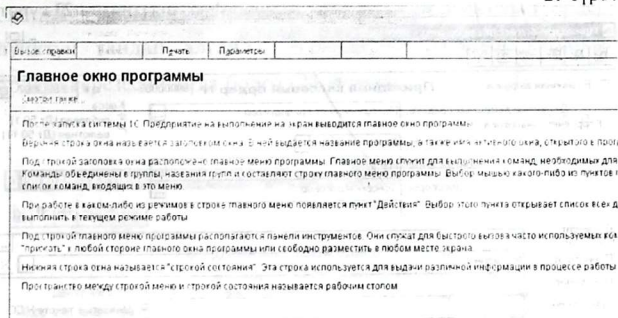 Вызов справки Печать Параметры
Главное окно программы
Смотри также...
После запуска системы 1С Предприятие на выполнение на экран выводится главное окно программы
Верхняя строка окна называется заголовком окна. В ней выдается название программы, а также имя активного окна, открытого в прог
Под строкой заголовка окна расположено главное меню программы. Главное меню служит для выполнения команд, необходимых для
Команды объединены в группы, названия групп и составляют строку главного меню программы. Выбор мышью какого-либо из пунктов
список команд, входящих в это меню.
При работе в каком-либо из режимов в строке главного меню появляется пункт "Действия". Выбор этого пункта открывает список всех д
выполнить в текущем режиме работы
Под строкой главного меню программы располагаются панели инструментов. Они служат для быстрого вызова часто используемых ком
"прижать" к любой стороне главного окна программы или свободно разместить в любом месте экрана.
Нижняя строка окна называется "строкой состояния". Эта строка используется для выдачи различной информации в процессе работы
Пространство между строкой меню и строкой состояния называется рабочим столом